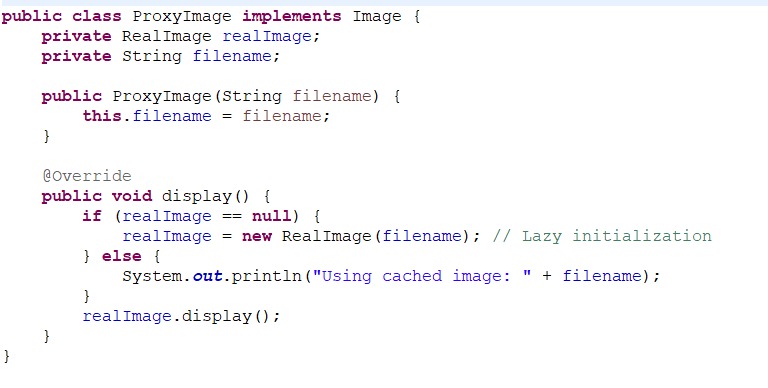 public class ProxyImage implements Image {
    private RealImage realImage;
    private String filename;

    public ProxyImage(String filename) {
        this.filename = filename;
    }

    @Override
    public void display() {
        if (realImage == null) {
            realImage = new RealImage(filename); // Lazy initialization
        } else {
            System.out.println("Using cached image: " + filename);
        }
        realImage.display();
    }
}